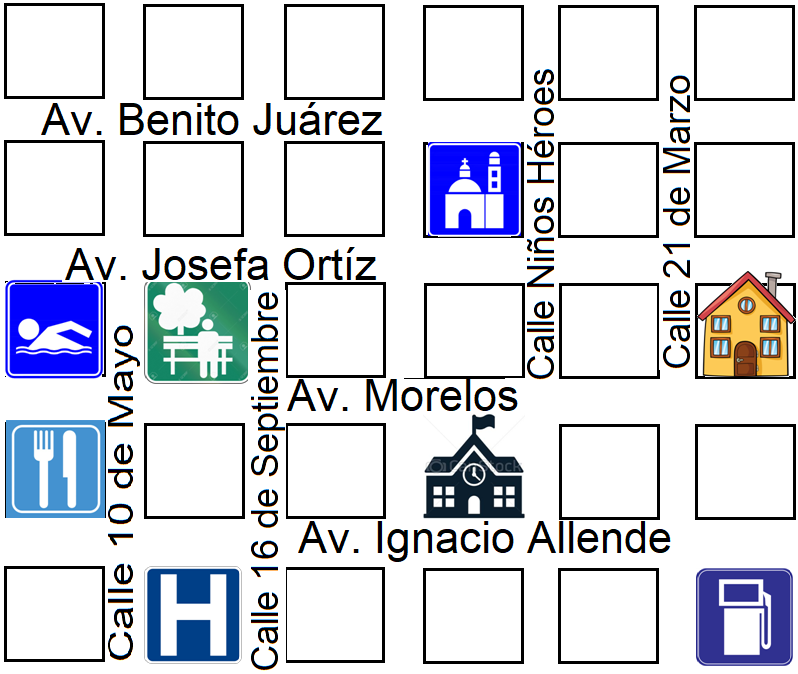 Av. Benito Juárez
Calle Niños Héroes
Calle 21 de Marzo
Av. Josefa Ortíz
Calle 10 de Mayo
Calle 16 de Septiembre
Av. Morelos
Av. Ignacio Allende
H